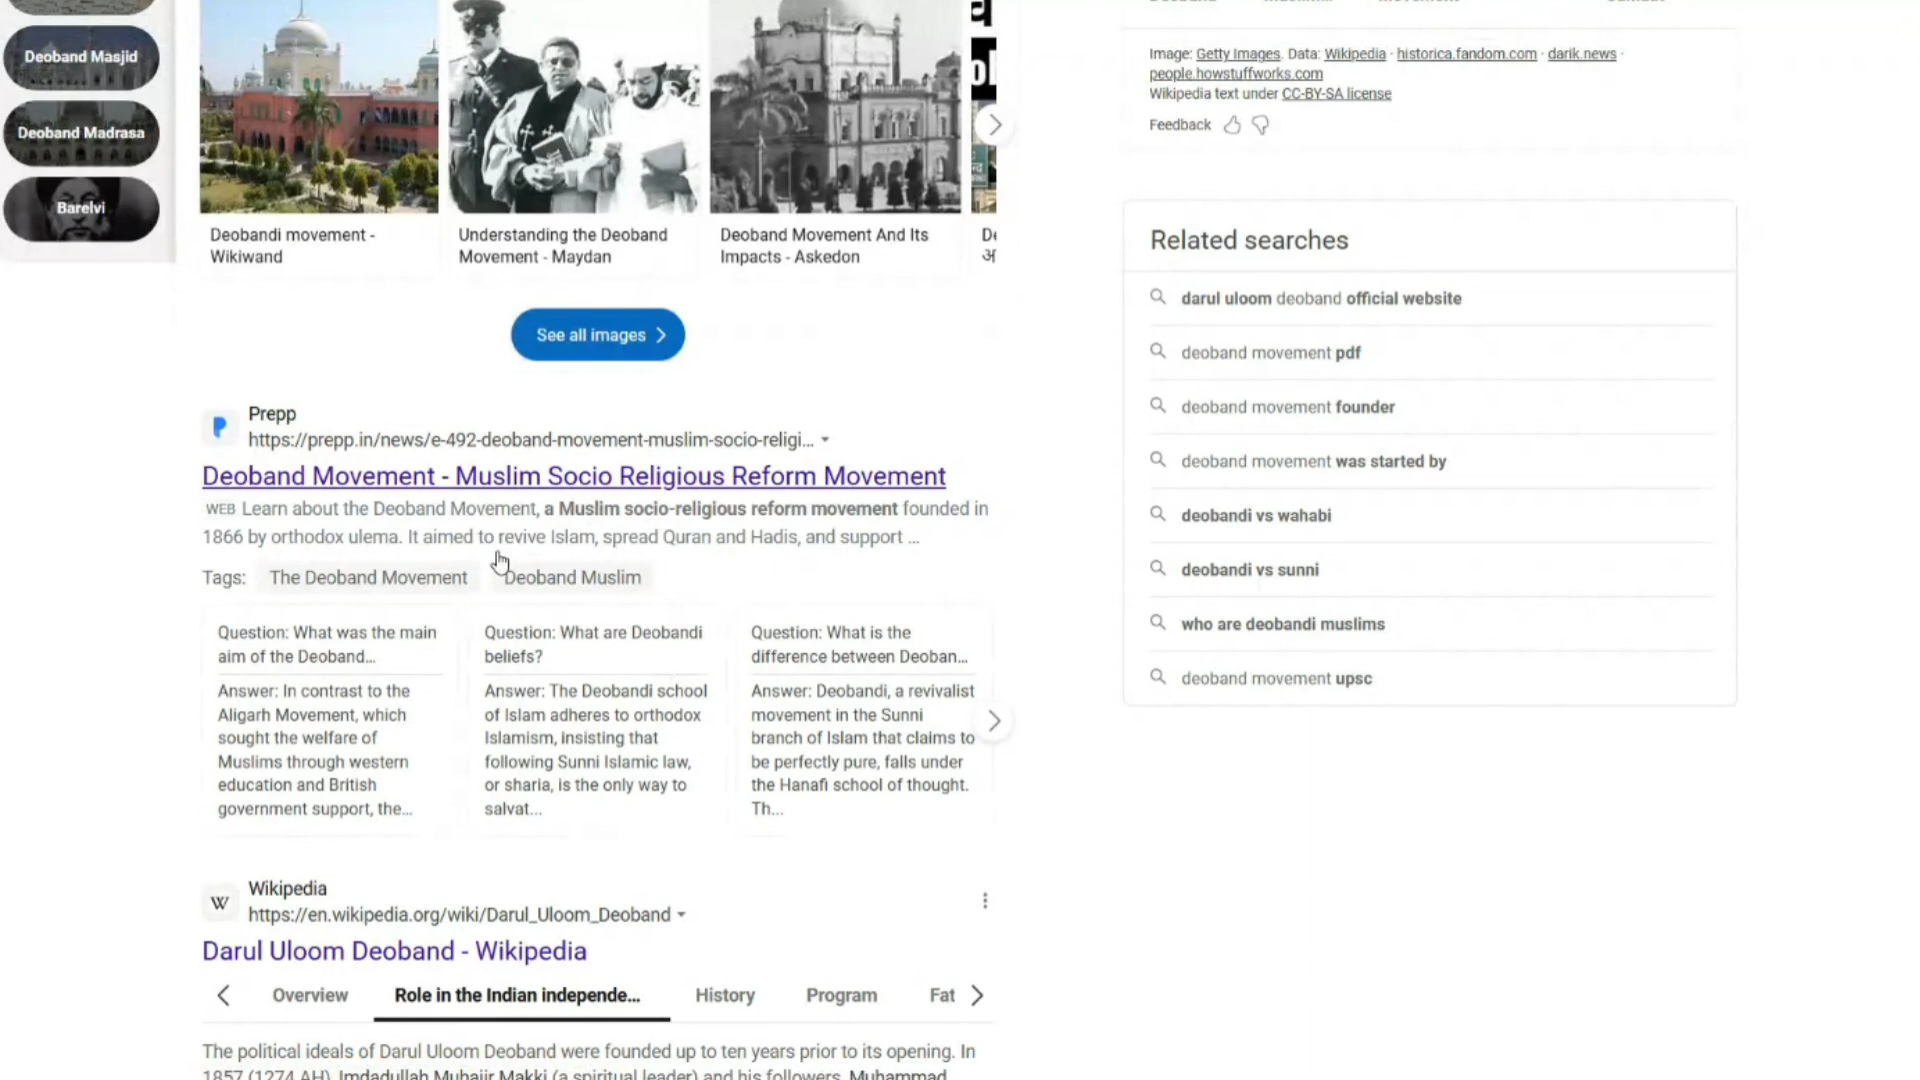 Deoband Masjid
Deoband Madrasa
Barelvi
Deobandi movement -
Wikiwand
Understanding the Deoband
Movement - Maydan
Deoband Movement And Its
Impacts - Askedon
See all images
Prepp
https://prepp.in/news/e-492-deoband-movement-muslim-socio-religi...
Deoband Movement - Muslim Socio Religious Reform Movement
WEB Learn about the Deoband Movement, a Muslim socio-religious reform movement founded in
1866 by orthodox ulema. It aimed to revive Islam, spread Quran and Hadis, and support ...
Tags: The Deoband Movement Deoband Muslim
Question: What was the main
aim of the Deoband...
Answer: In contrast to the
Aligarh Movement, which
sought the welfare of
Muslims through western
education and British
government support, the...
Question: What are Deobandi
beliefs?
Answer: The Deobandi school
of Islam adheres to orthodox
Islamism, insisting that
following Sunni Islamic law,
or sharia, is the only way to
salvat...
Question: What is the
difference between Deoban...
Answer: Deobandi, a revivalist
movement in the Sunni
branch of Islam that claims to
be perfectly pure, falls under
the Hanafi school of thought.
Th...
Wikipedia
https://en.wikipedia.org/wiki/Darul_Uloom_Deoband
Darul Uloom Deoband - Wikipedia
Overview Role in the Indian independe... History Program Fat
The political ideals of Darul Uloom Deoband were founded up to ten years prior to its opening. In
1857 (1274 AH), Imdadullah Muhajir Makki (a spiritual leader) and his followers, Muhammad
Image: Getty Images. Data: Wikipedia · historica.fandom.com · darik.news ·
people.howstuffworks.com
Wikipedia text under CC-BY-SA license
Feedback
Related searches
darul uloom deoband official website
deoband movement pdf
deoband movement founder
deoband movement was started by
deobandi vs wahabi
deobandi vs sunni
who are deobandi muslims
deoband movement upsc